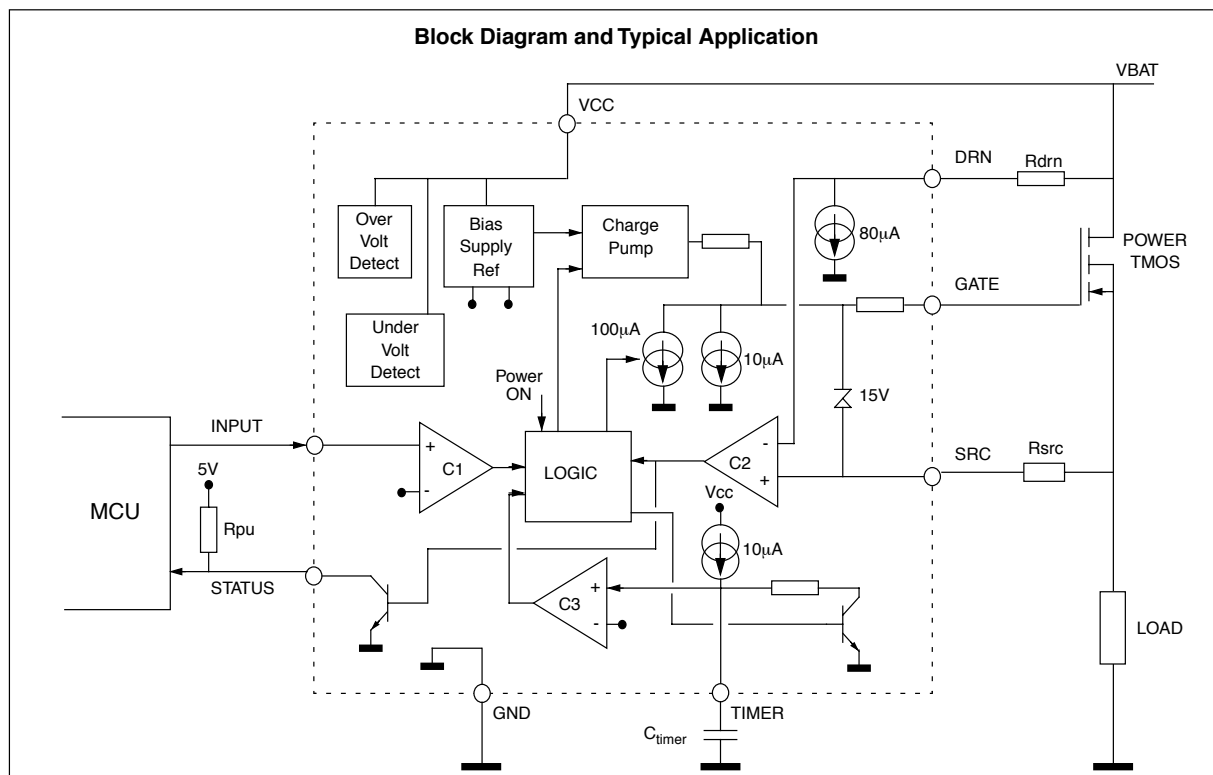 Block Diagram and Typical Application
VBAT
VCC
DRN
Rdrn
Over
Volt
Detect
Bias
Supply
Ref
Charge
Pump
80µA
POWER
TMOS
GATE
Under
Volt
Detect
100µA
10µA
Power
ON
15V
INPUT
+
C1
-
LOGIC
-
C2
+
SRC
Rsrc
5V
MCU
Rpu
Vcc
10µA
STATUS
+
C3
-
LOAD
GND
TIMER
Ctimer